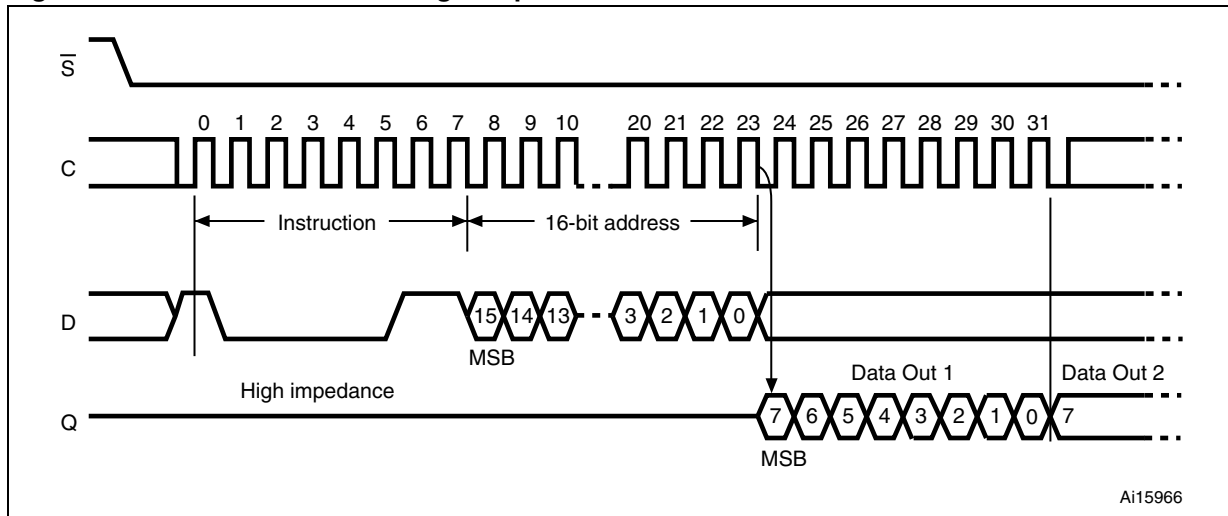 S
0 1 2 3 4 5 6 7 8 9 10 20 21 22 23 24 25 26 27 28 29 30 31
C
Instruction 16-bit address
D 15 14 13 3 2 1 0
MSB
High impedance Data Out 1 Data Out 2
Q 7 6 5 4 3 2 1 0 7
MSB
Ai15966